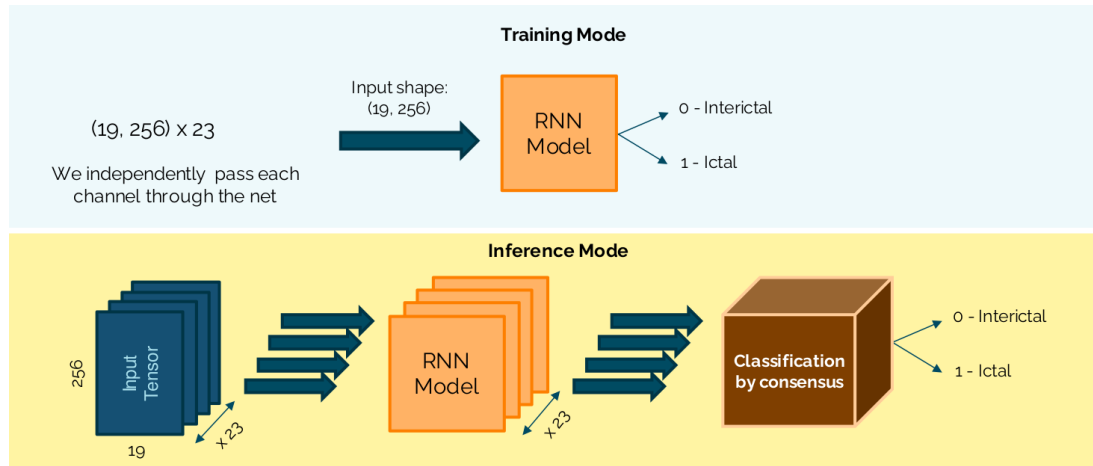 Training Mode
Input shape:
(19, 256)
(19, 256) x 23
We independently pass each
channel through the net
RNN
Model
0 - Interictal
1 - Ictal
Inference Mode
256
Input
Tensor
19
x 23
RNN
Model
x 23
Classification
by consensus
0 - Interictal
1 - Ictal